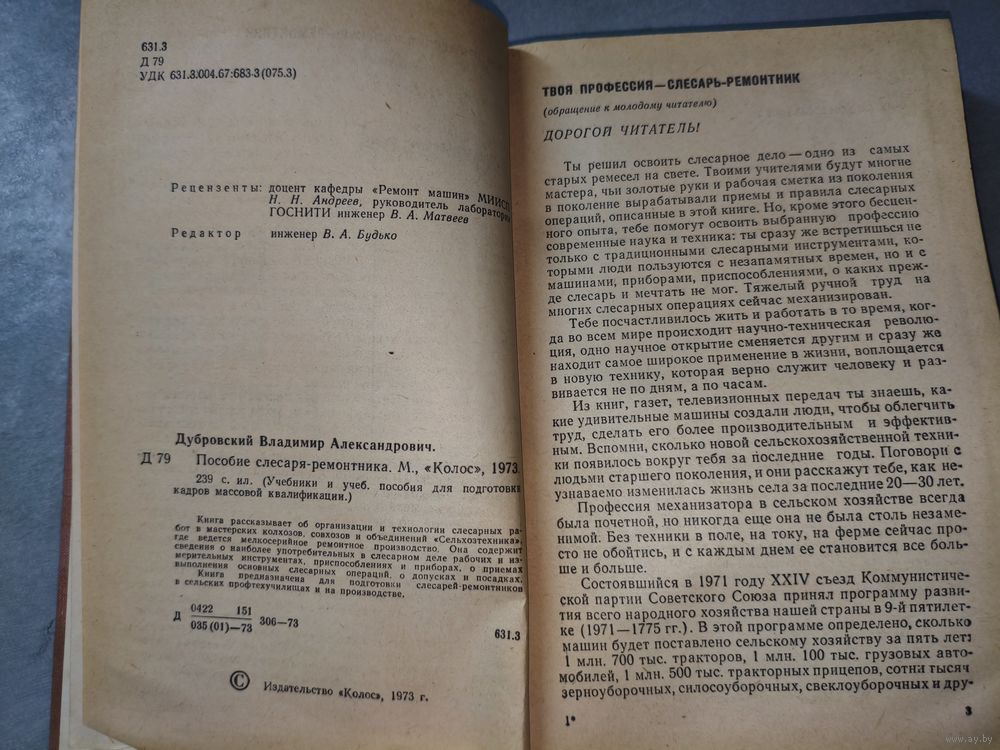 631.3
Д 79
УДК 631.3:004.67:683-3(075.3)
Рецензенты: доцент кафедры «Ремонт машин» МИИСП
Н. Н. Андреев, руководитель лаборатории
ГОСНИТИ инженер В. А. Матвеев
Редактор инженер В. А. Будько
Дубровский Владимир Александрович.
Д 79 Пособие слесаря-ремонтника. М., «Колос», 1973.
239 с. ил. (Учебники и учеб. пособия для подготовки
кадров массовой квалификации.)
Книга рассказывает об организации и технологии слесарных ра-
бот в мастерских колхозов, совхозов и объединений «Сельхозтехника»,
где ведется мелкосерийное ремонтное производство. Она содержит
сведения о наиболее употребительных в слесарном деле рабочих и из-
мерительных инструментах, приспособлениях и приборах, о приемах
выполнения основных слесарных операций, о допусках и посадках.
Книга предназначена для подготовки слесарей-ремонтников
в сельских профтехучилищах и на производстве.
Д 0422 151
035(01)—73 306—73
631.3
© Издательство «Колос», 1973 г.
ТВОЯ ПРОФЕССИЯ—СЛЕСАРЬ-РЕМОНТНИК
(обращение к молодому читателю)
ДОРОГОЙ ЧИТАТЕЛЬ!
Ты решил освоить слесарное дело — одно из самых
старых ремесел на свете. Твоими учителями будут многие
мастера, чьи золотые руки и рабочая сметка из поколения
в поколение вырабатывали приемы и правила слесарных
операций, описанные в этой книге. Но, кроме этого бесцен-
ного опыта, тебе помогут освоить выбранную профессию
современные наука и техника: ты сразу же встретишься не
только с традиционными слесарными инструментами, ко-
торыми люди пользуются с незапамятных времен, но и с
машинами, приборами, приспособлениями, о каких преж-
де слесарь и мечтать не мог. Тяжелый ручной труд на
многих слесарных операциях сейчас механизирован.
Тебе посчастливилось жить и работать в то время, ког-
да во всем мире происходит научно-техническая револю-
ция, одно научное открытие сменяется другим и сразу же
находит самое широкое применение в жизни, воплощается
в новую технику, которая верно служит человеку и раз-
вивается не по дням, а по часам.
Из книг, газет, телевизионных передач ты знаешь, ка-
кие удивительные машины создали люди, чтобы облегчить
труд, сделать его более производительным и эффектив-
ным. Вспомни, сколько новой сельскохозяйственной техни-
ки появилось вокруг тебя за последние годы. Поговори с
людьми старшего поколения, и они расскажут тебе, как не-
узнаваемо изменилась жизнь села за последние 20—30 лет.
Профессия механизатора в сельском хозяйстве всегда
была почетной, но никогда еще она не была столь незаме-
нимой. Без техники в поле, на току, на ферме сейчас про-
сто не обойтись, и с каждым днем ее становится все боль-
ше и больше.
Состоявшийся в 1971 году XXIV съезд Коммунистиче-
ской партии Советского Союза принял программу разви-
тия всего народного хозяйства нашей страны в 9-й пятилет-
ке (1971—1775 гг.). В этой программе определено, сколько
машин будет поставлено сельскому хозяйству за пять лет:
1 млн. 700 тыс. тракторов, 1 млн. 100 тыс. грузовых авто-
мобилей, 1 млн. 500 тыс. тракторных прицепов, сотни тысяч
зерноуборочных, силосоуборочных, свеклоуборочных и дру-
1*
3
www.ay.by